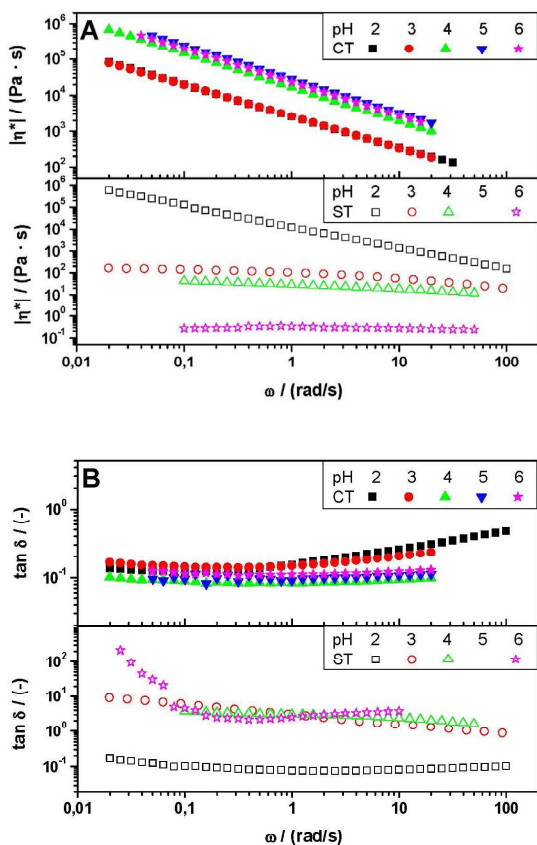 A
pH 2 3 4 5 6
CT
|η*| / (Pa · s)
10^6
10^5
10^4
10^3
10^2
pH 2 3 4 5 6
ST
|η*| / (Pa · s)
10^6
10^5
10^4
10^3
10^2
10^1
10^0
10^-1
0,01 0,1 1 10 100
ω / (rad/s)
B
pH 2 3 4 5 6
CT
tan δ / (-)
10^0
10^-1
pH 2 3 4 5 6
ST
tan δ / (-)
10^2
10^1
10^0
10^-1
0,01 0,1 1 10 100
ω / (rad/s)